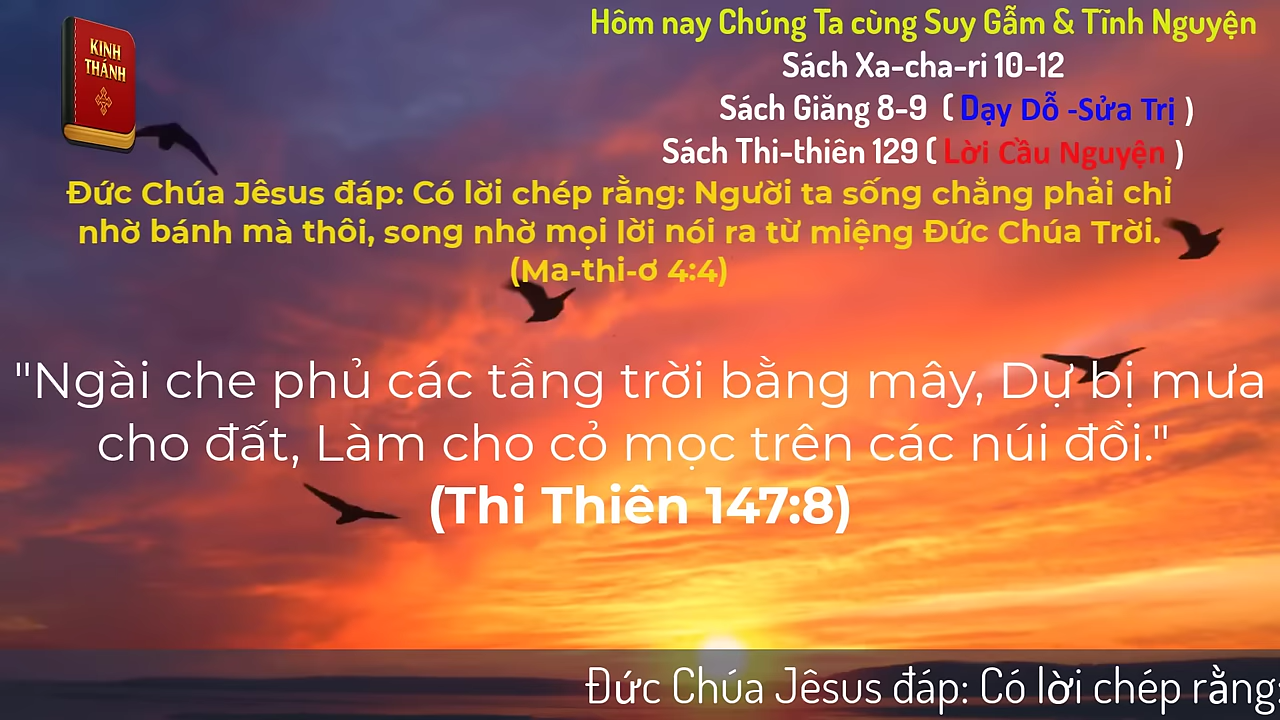 KINH
THÁNH
Hôm nay Chúng Ta cùng Suy Gẫm & Tĩnh Nguyện
Sách Xa-cha-ri 10-12
Sách Giăng 8-9 ( Dạy Dỗ -Sửa Trị )
Sách Thi-thiên 129 ( Lời Cầu Nguyện )
Đức Chúa Jêsus đáp: Có lời chép rằng: Người ta sống chẳng phải chỉ
nhờ bánh mà thôi, song nhờ mọi lời nói ra từ miệng Đức Chúa Trời.
(Ma-thi-ơ 4:4)
"Ngài che phủ các tầng trời bằng mây, Dự bị mưa
cho đất, Làm cho cỏ mọc trên các núi đồi."
(Thi Thiên 147:8)
Đức Chúa Jêsus đáp: Có lời chép rằng: